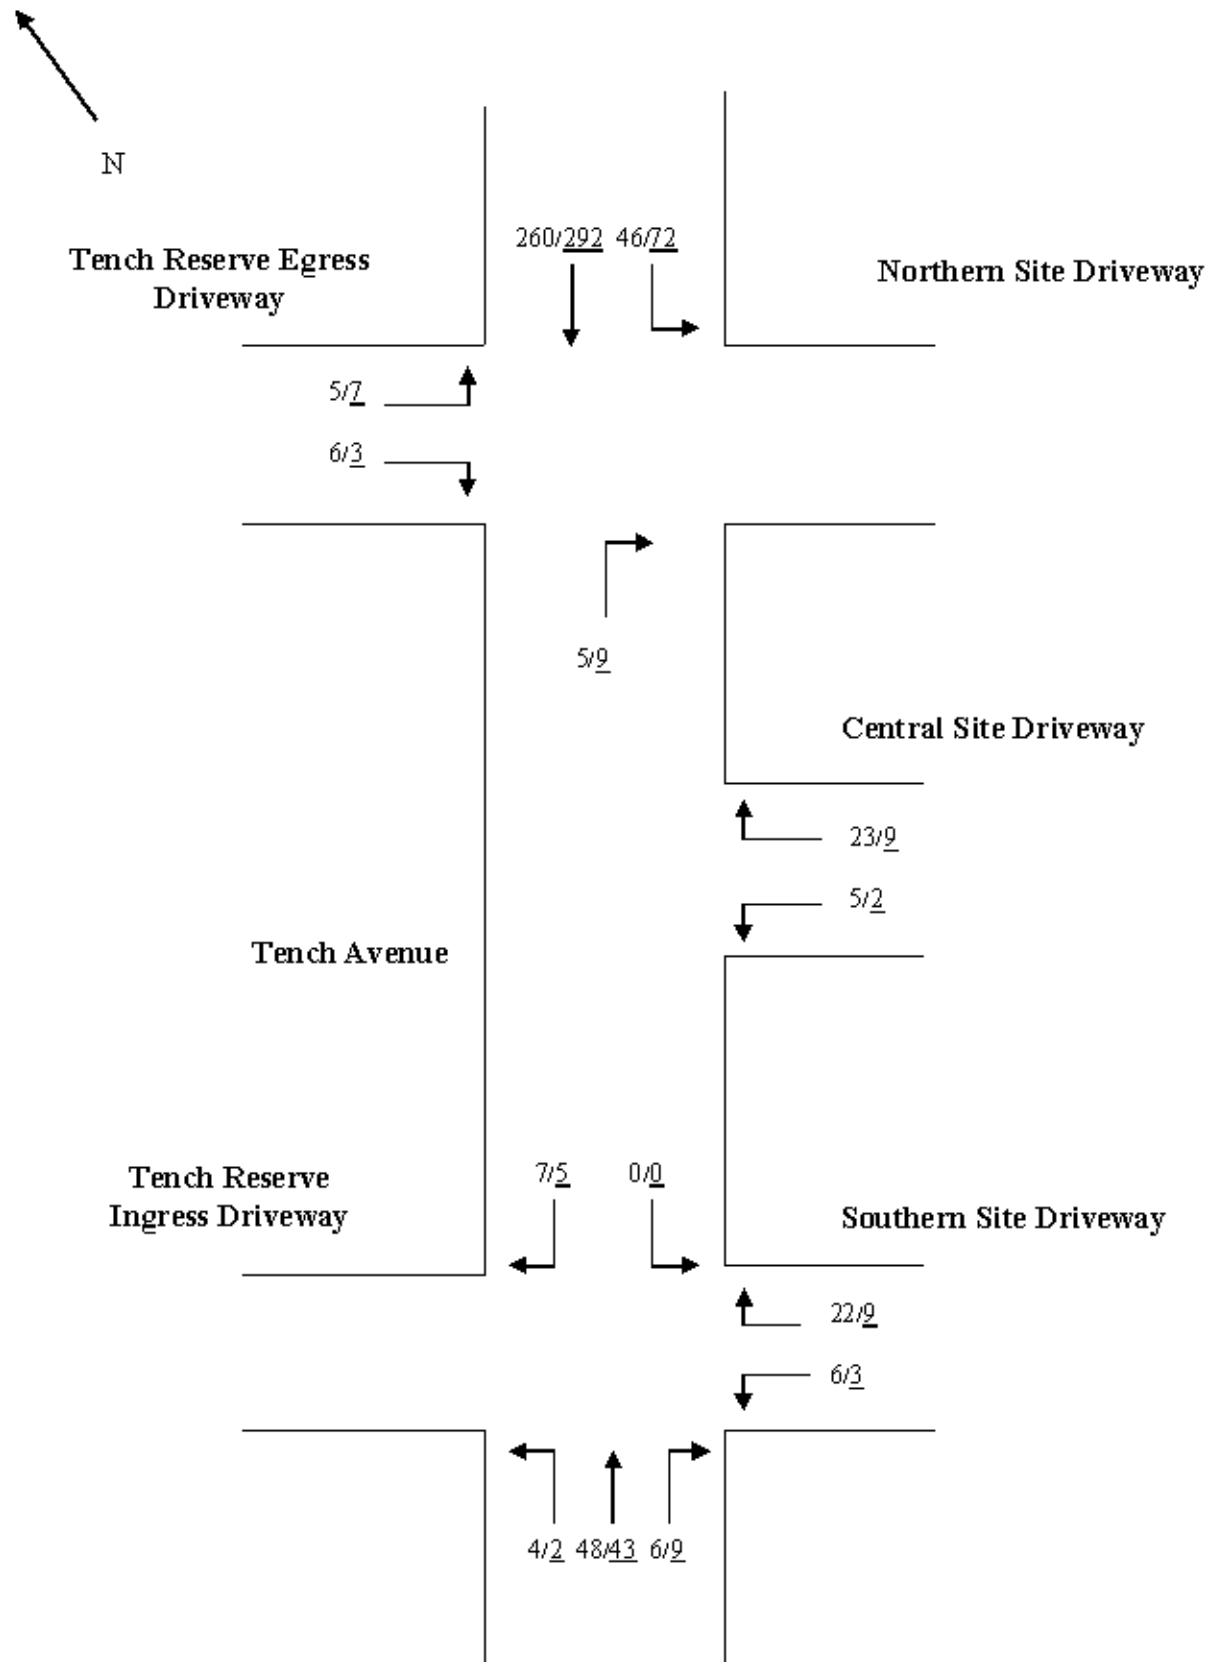 N
260/292 46/72
Tench Reserve Egress
Driveway
Northern Site Driveway
5/7
6/3
5/9
Central Site Driveway
23/9
5/2
Tench Avenue
7/5 0/0
Tench Reserve
Ingress Driveway
Southern Site Driveway
22/9
6/3
4/2 48/43 6/9